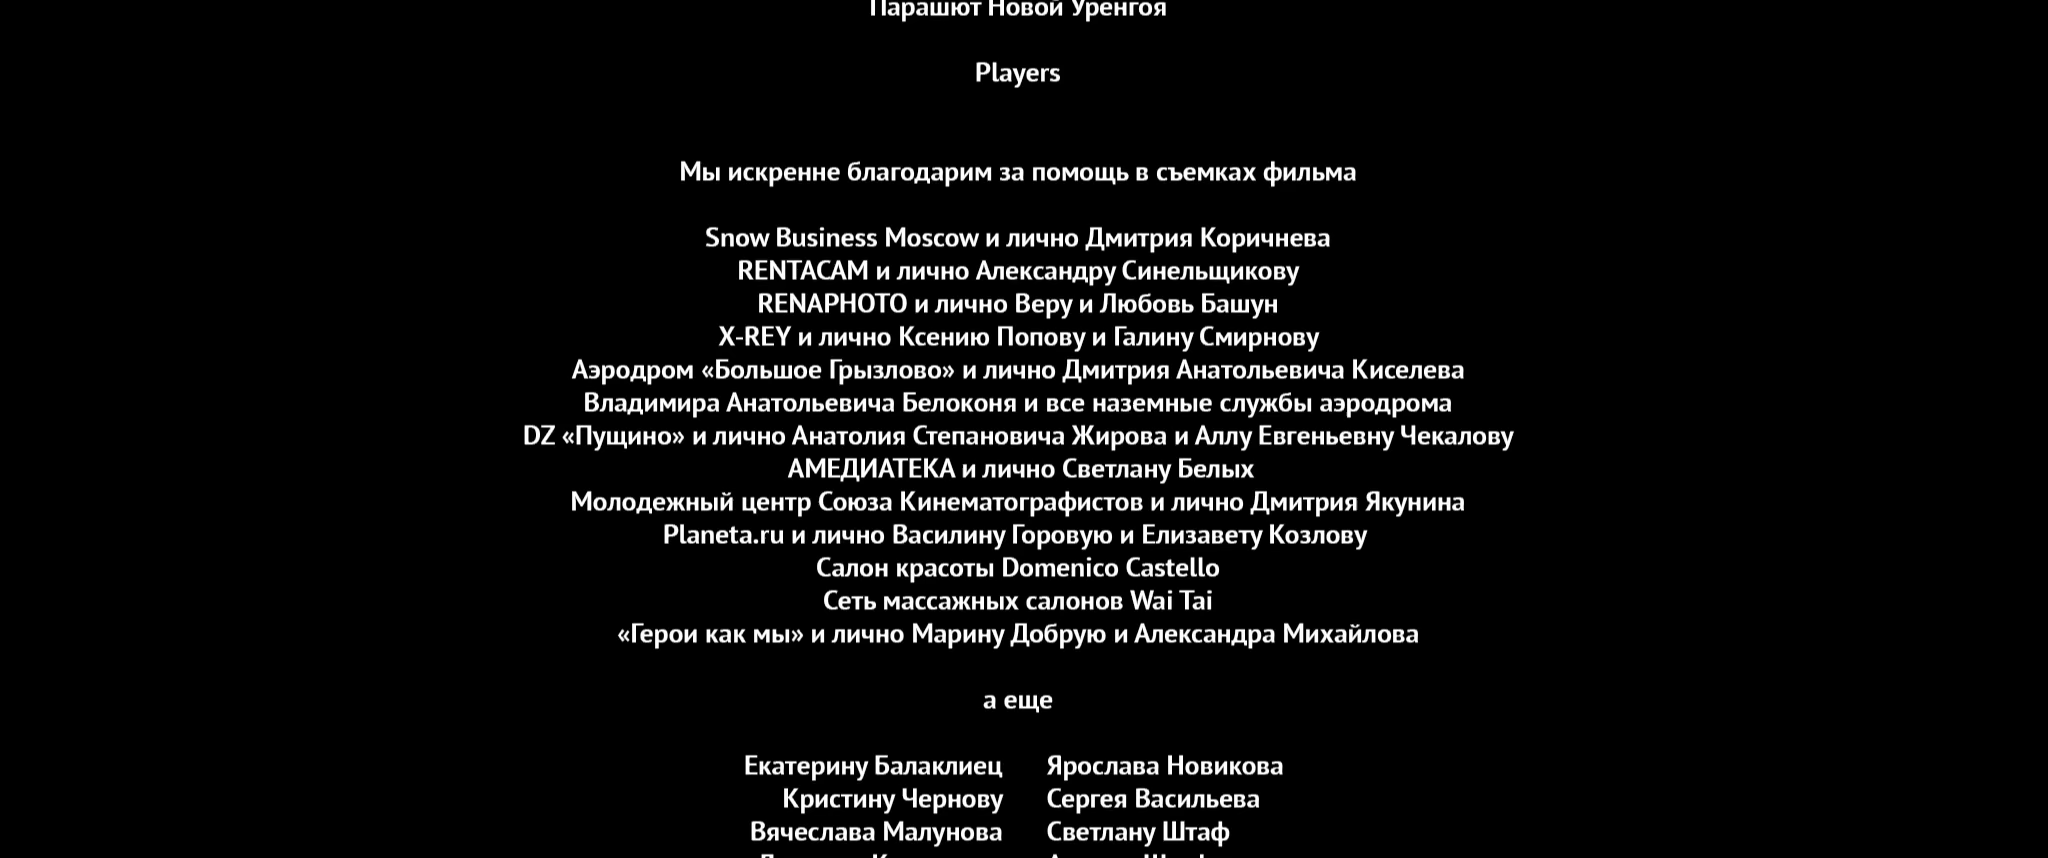 Парашют Новой Уренгоя
Players
Мы искренне благодарим за помощь в съемках фильма
Snow Business Moscow и лично Дмитрия Коричнева
RENTACAM и лично Александру Синельщикову
RENAPHOTO и лично Веру и Любовь Башун
X-REY и лично Ксению Попову и Галину Смирнову
Аэродром «Большое Грызлово» и лично Дмитрия Анатольевича Киселева
Владимира Анатольевича Белоконя и все наземные службы аэродрома
DZ «Пущино» и лично Анатолия Степановича Жирова и Аллу Евгеньевну Чекалову
АМЕДИАТЕКА и лично Светлану Белых
Молодежный центр Союза Кинематографистов и лично Дмитрия Якунина
Planeta.ru и лично Василину Горовую и Елизавету Козлову
Салон красоты Domenico Castello
Сеть массажных салонов Wai Tai
«Герои как мы» и лично Марину Добрую и Александра Михайлова
а еще
Екатерину Балаклиец Ярослава Новикова
Кристину Чернову Сергея Васильева
Вячеслава Малунова Светлану Штаф